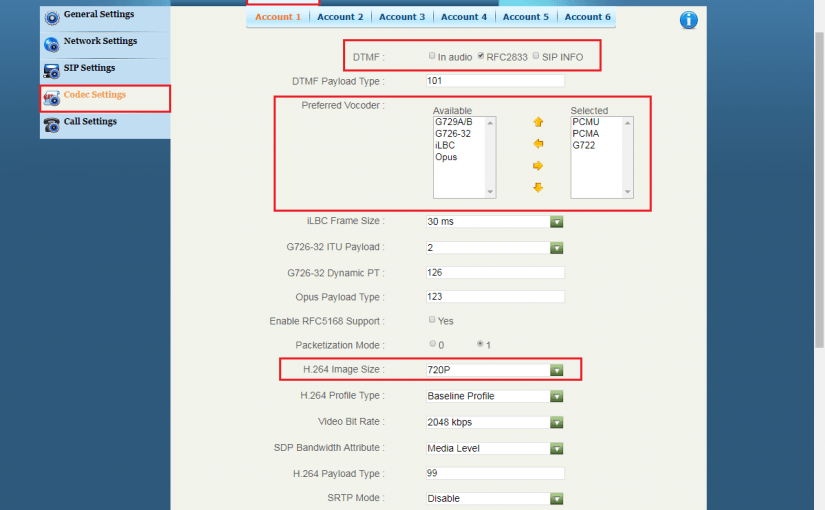 General Settings
Network Settings
SIP Settings
Codec Settings
Call Settings
Account 1 Account 2 Account 3 Account 4 Account 5 Account 6
DTMF : In audio RFC2833 SIP INFO
DTMF Payload Type : 101
Preferred Vocoder :
Available Selected
G729A/B PCMU
G726-32 PCMA
iLBC G722
Opus
iLBC Frame Size : 30 ms
G726-32 ITU Payload : 2
G726-32 Dynamic PT : 126
Opus Payload Type : 123
Enable RFC5168 Support : Yes
Packetization Mode : 0 1
H.264 Image Size : 720P
H.264 Profile Type : Baseline Profile
Video Bit Rate : 2048 kbps
SDP Bandwidth Attribute : Media Level
H.264 Payload Type : 99
SRTP Mode : Disable